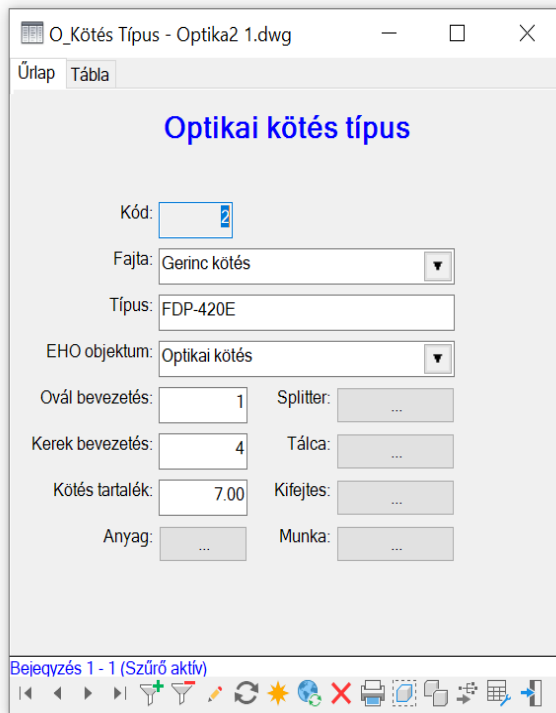 O_Kötés Típus - Optika2 1.dwg
Űrlap Tábla
Optikai kötés típus
Kód: 2
Fajta: Gerinc kötés
Típus: FDP-420E
EHO objektum: Optikai kötés
Ovál bevezetés: 1 Splitter: ...
Kerek bevezetés: 4 Tálca: ...
Kötés tartalék: 7.00 Kifejtes: ...
Anyag: ... Munka: ...
Bejegyzés 1 - 1 (Szűrő aktív)